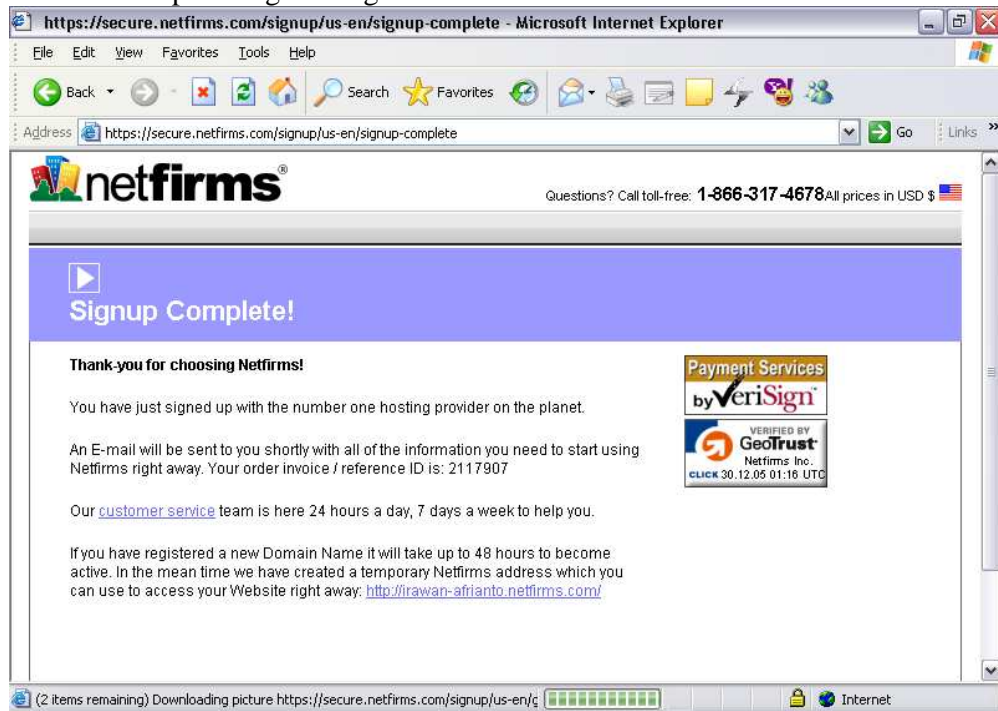 https://secure.netfirms.com/signup/us-en/signup-complete - Microsoft Internet Explorer
File Edit View Favorites Tools Help
Back Search Favorites
Address https://secure.netfirms.com/signup/us-en/signup-complete Go Links »
netfirms®
Questions? Call toll-free: 1-866-317-4678 All prices in USD $
Signup Complete!
Thank-you for choosing Netfirms!
You have just signed up with the number one hosting provider on the planet.
An E-mail will be sent to you shortly with all of the information you need to start using
Netfirms right away. Your order invoice / reference ID is: 2117907
Our customer service team is here 24 hours a day, 7 days a week to help you.
If you have registered a new Domain Name it will take up to 48 hours to become
active. In the mean time we have created a temporary Netfirms address which you
can use to access your Website right away: http://irawan-afrianto.netfirms.com/
Payment Services
by VeriSign
VERIFIED BY
GeoTrust
Netfirms Inc.
CLICK 30.12.05 01:16 UTC
(2 items remaining) Downloading picture https://secure.netfirms.com/signup/us-en/g Internet